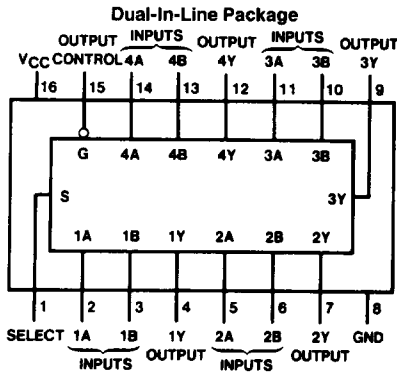 Dual-In-Line Package
OUTPUT INPUTS OUTPUT INPUTS OUTPUT
VCC CONTROL 4A 4B 4Y 3A 3B 3Y
16 15 14 13 12 11 10 9
G 4A 4B 4Y 3A 3B
S 3Y
1A 1B 1Y 2A 2B 2Y
1 2 3 4 5 6 7 8
SELECT 1A 1B 1Y 2A 2B 2Y GND
INPUTS OUTPUT INPUTS OUTPUT